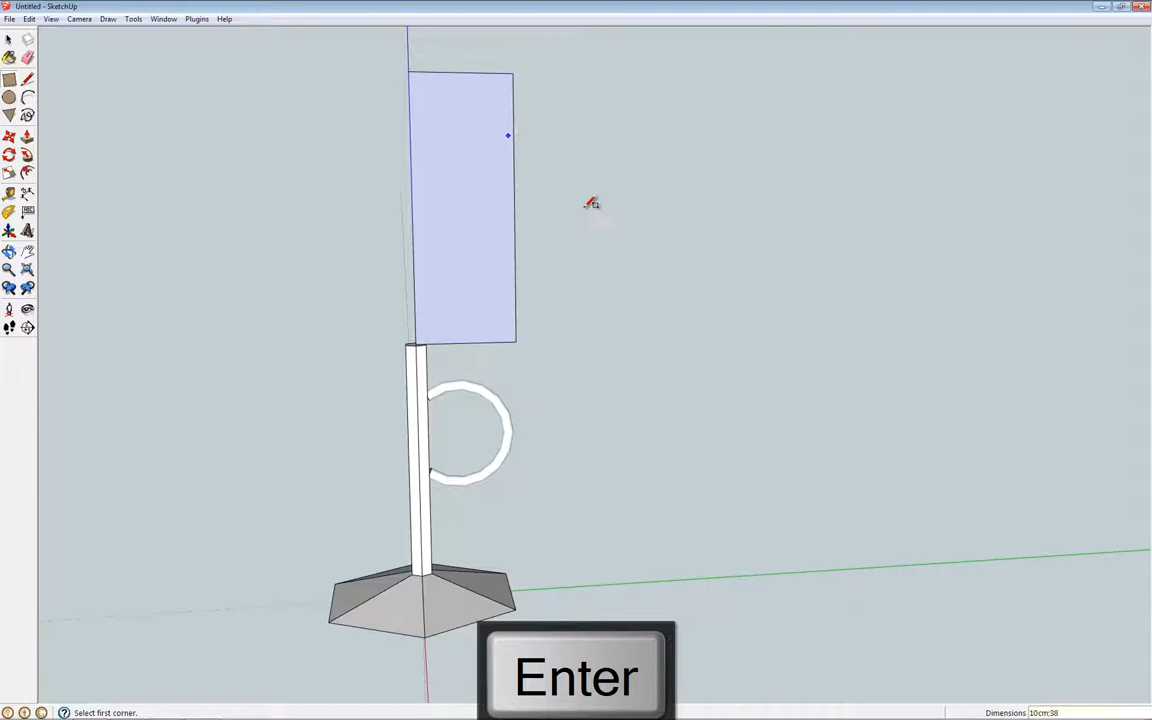 Untitled - SketchUp
File Edit View Camera Draw Tools Window Plugins Help
Enter
Select first corner.
Dimensions 10cm;38